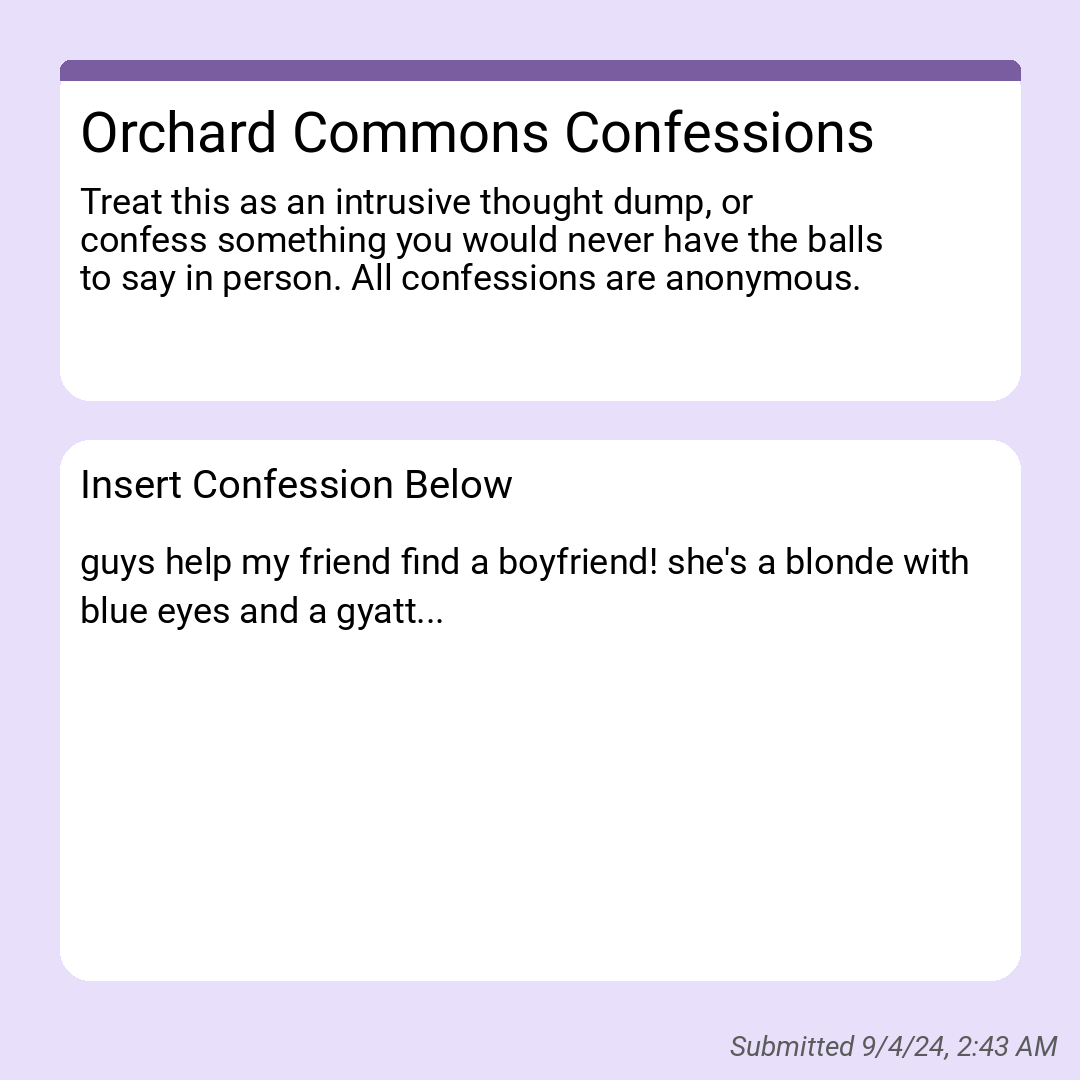 Orchard Commons Confessions
Treat this as an intrusive thought dump, or
confess something you would never have the balls
to say in person. All confessions are anonymous.
Insert Confession Below
guys help my friend find a boyfriend! she's a blonde with
blue eyes and a gyatt...
Submitted 9/4/24, 2:43 AM